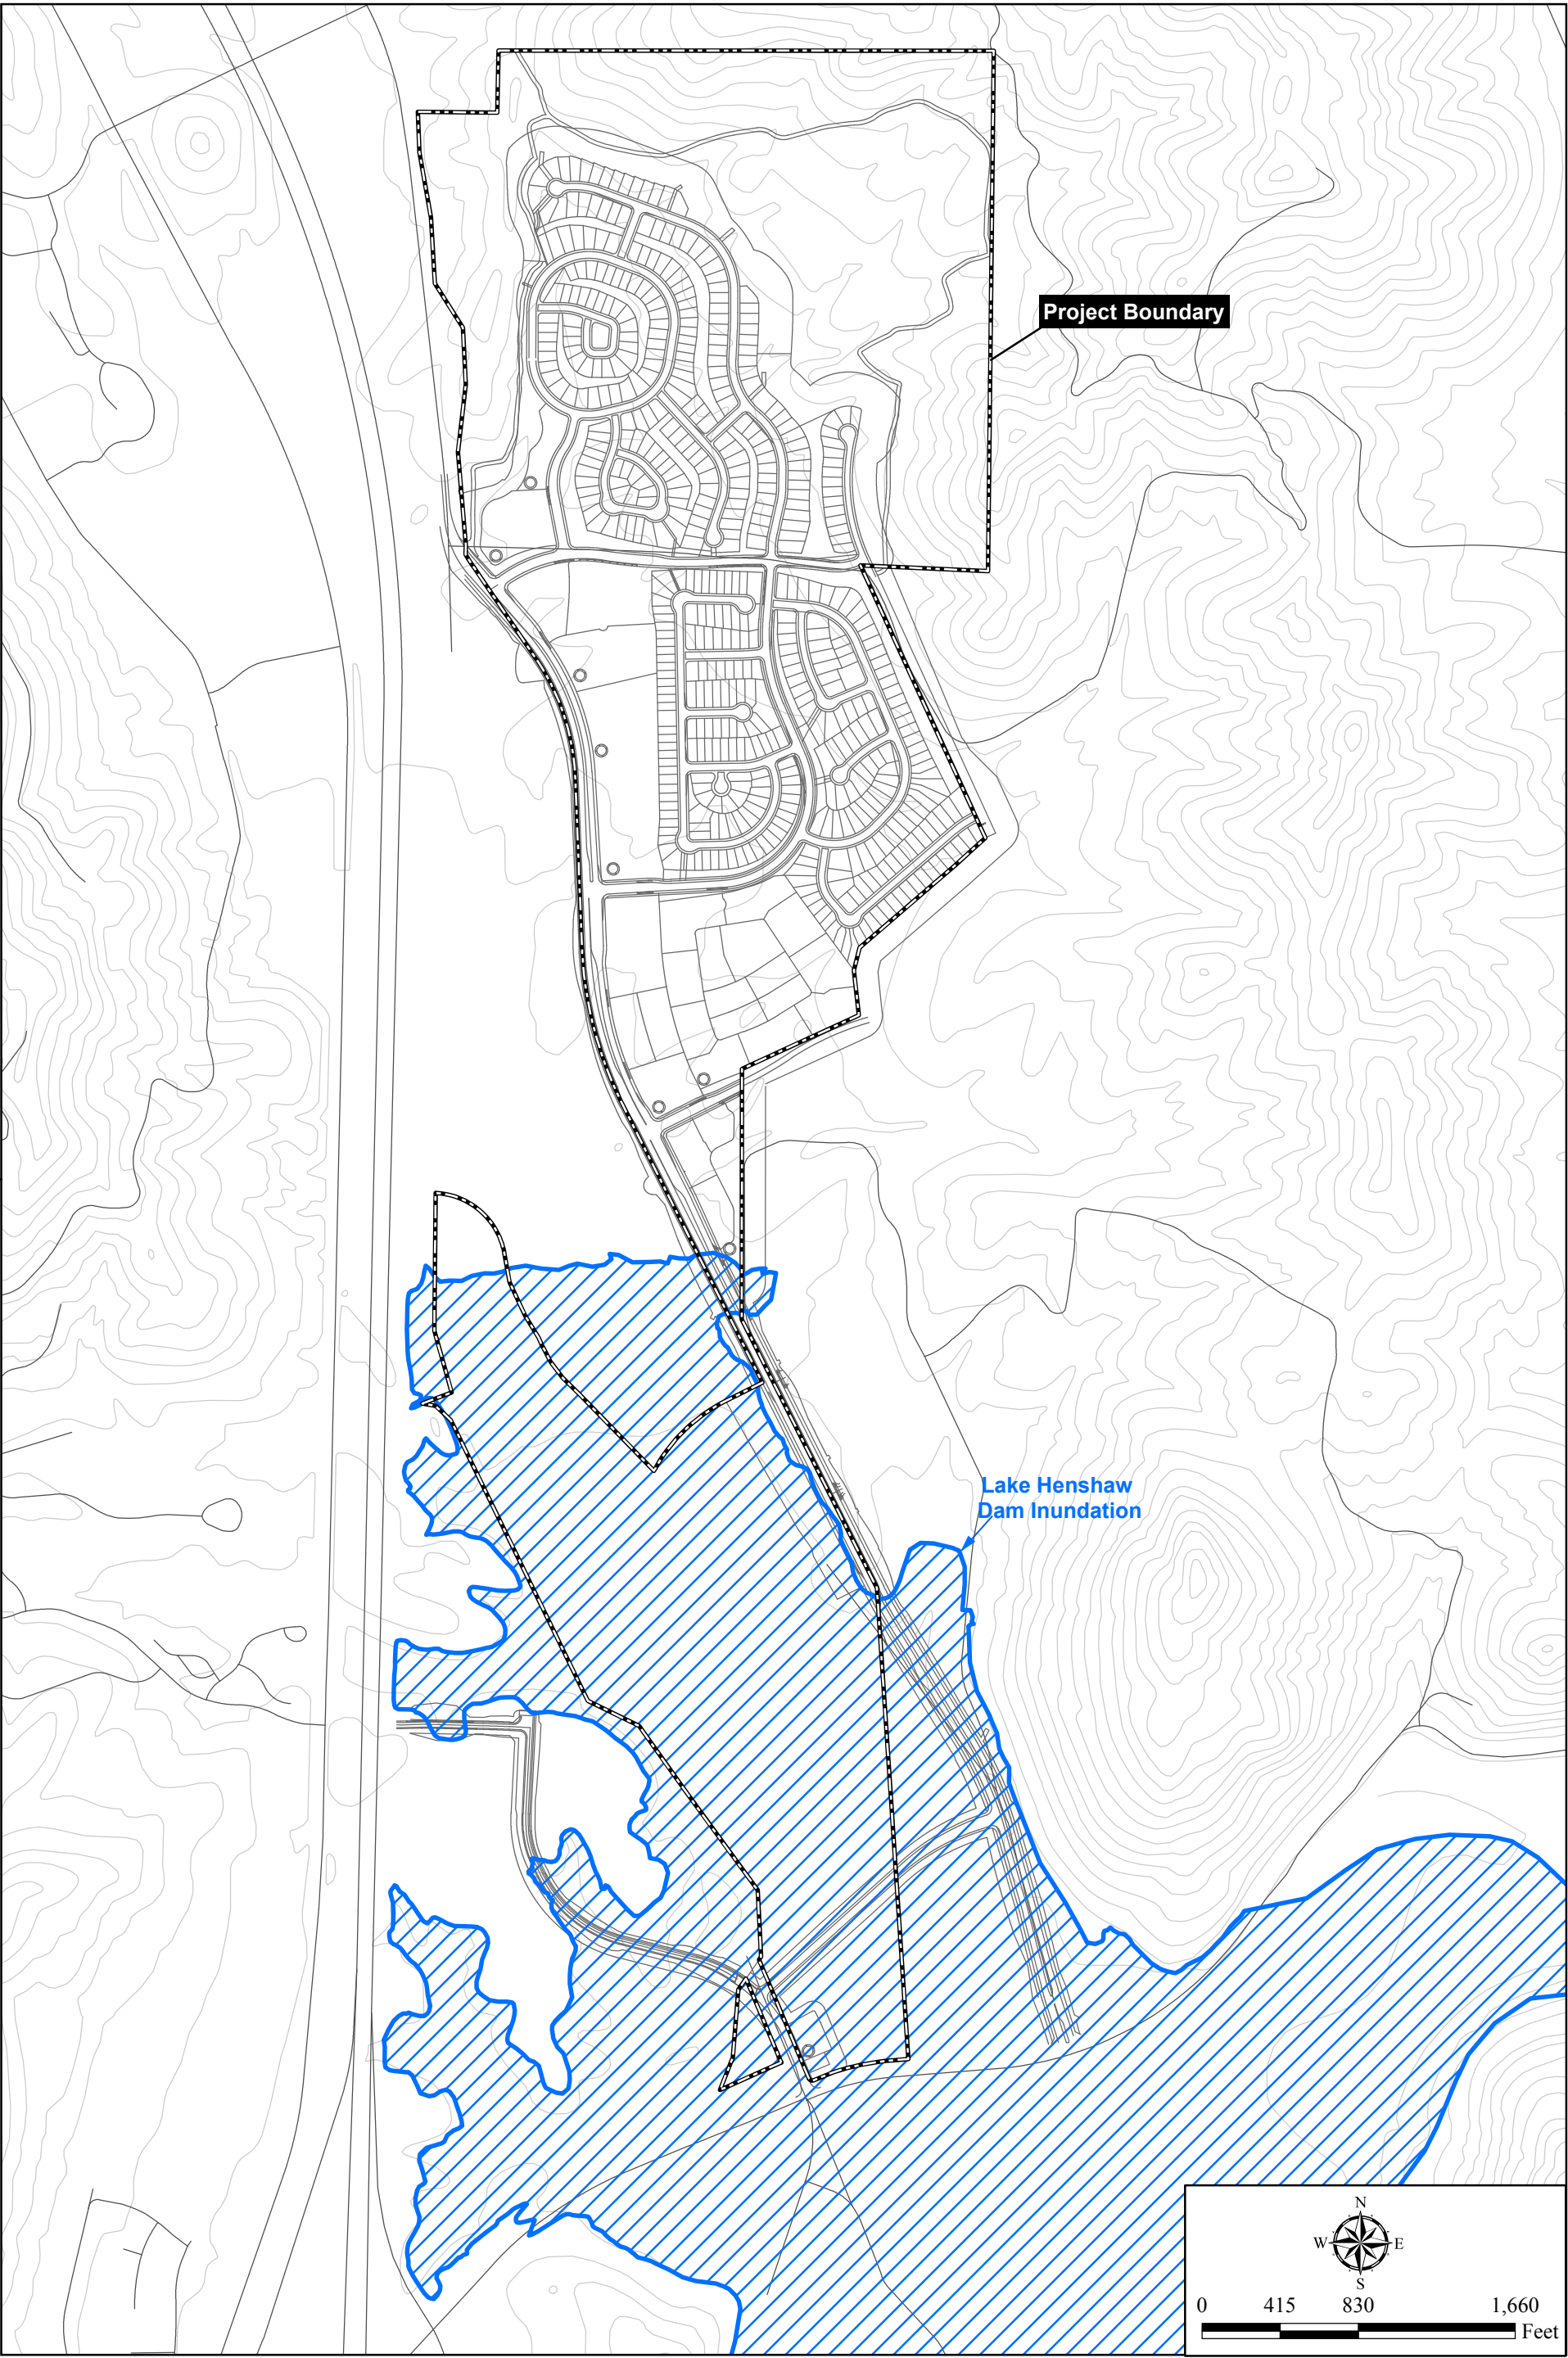 Project Boundary
Lake Henshaw
Dam Inundation
N
W E
S
0 415 830 1,660
Feet